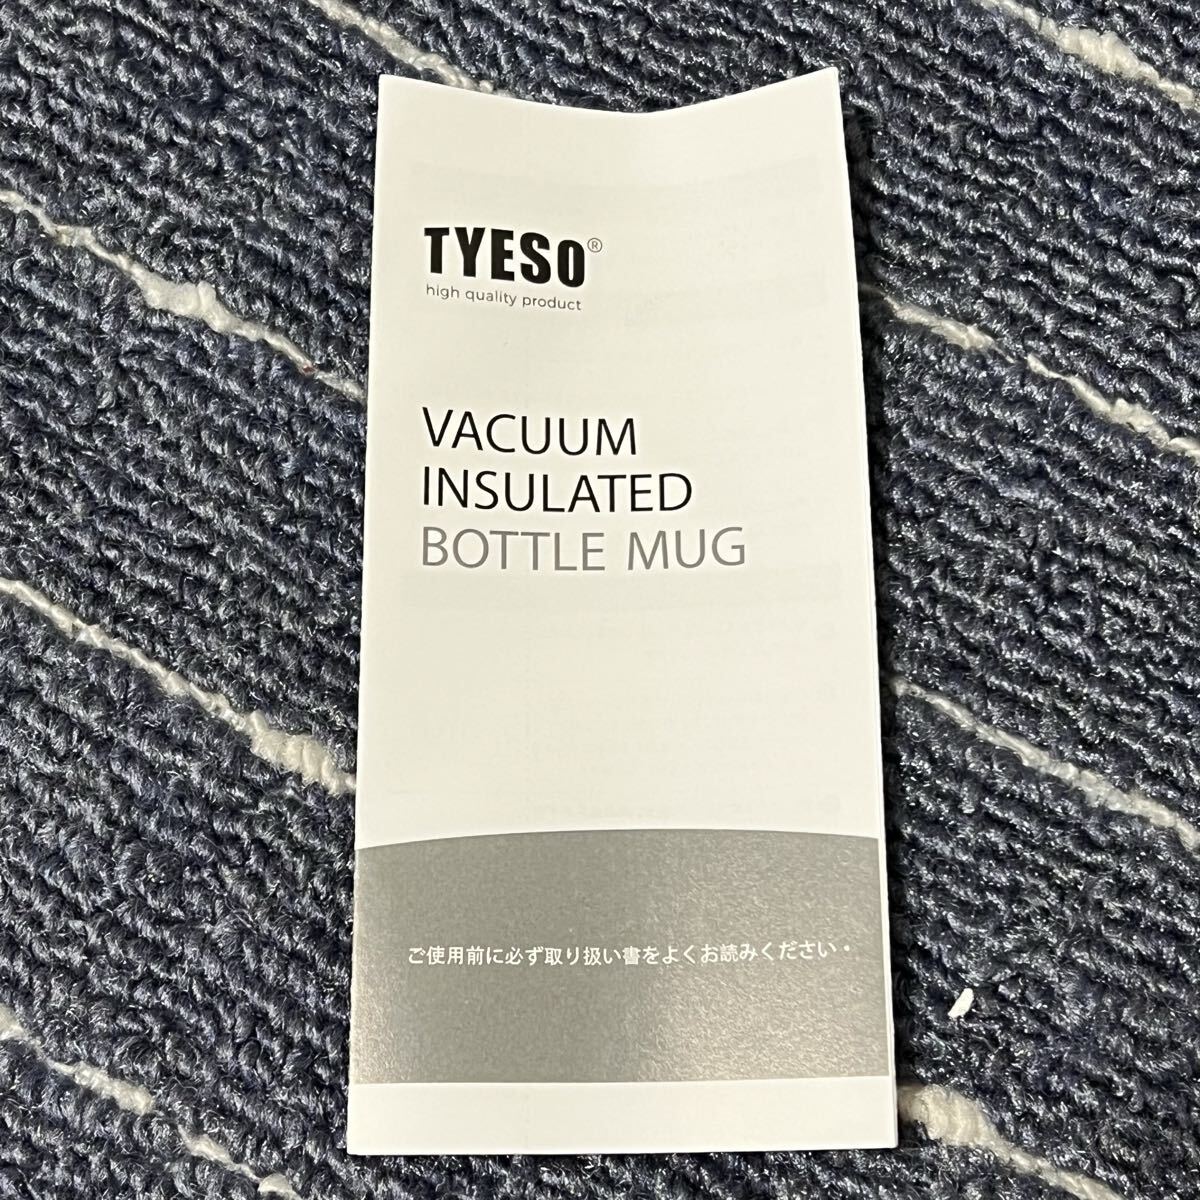 TYESO®
high quality product
VACUUM
INSULATED
BOTTLE MUG
ご使用前に必ず取り扱い書をよくお読みください・